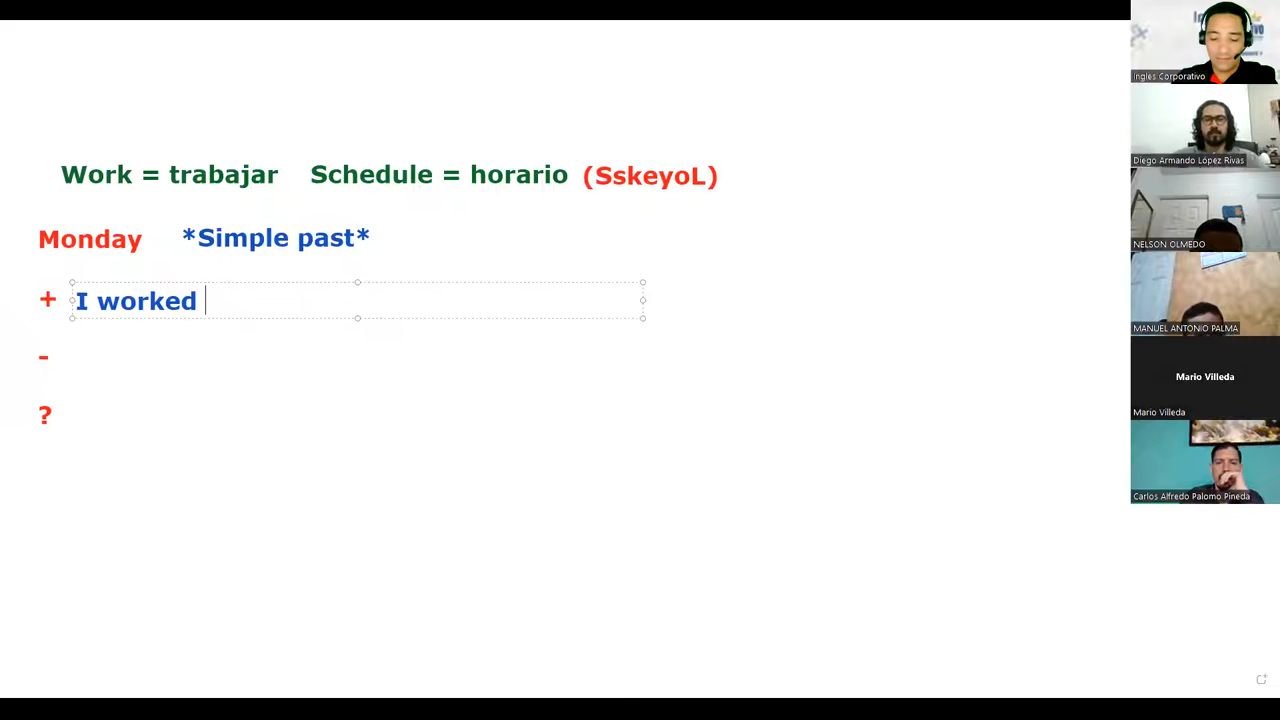 Work = trabajar Schedule = horario (SskeyoL)
Monday *Simple past*
+ I worked
-
?
Ingles Corporativo
Diego Armando López Rivas
NELSON OLMEDO
MANUEL ANTONIO PALMA
Mario Villeda
Mario Villeda
Carlos Alfredo Palomo Pineda